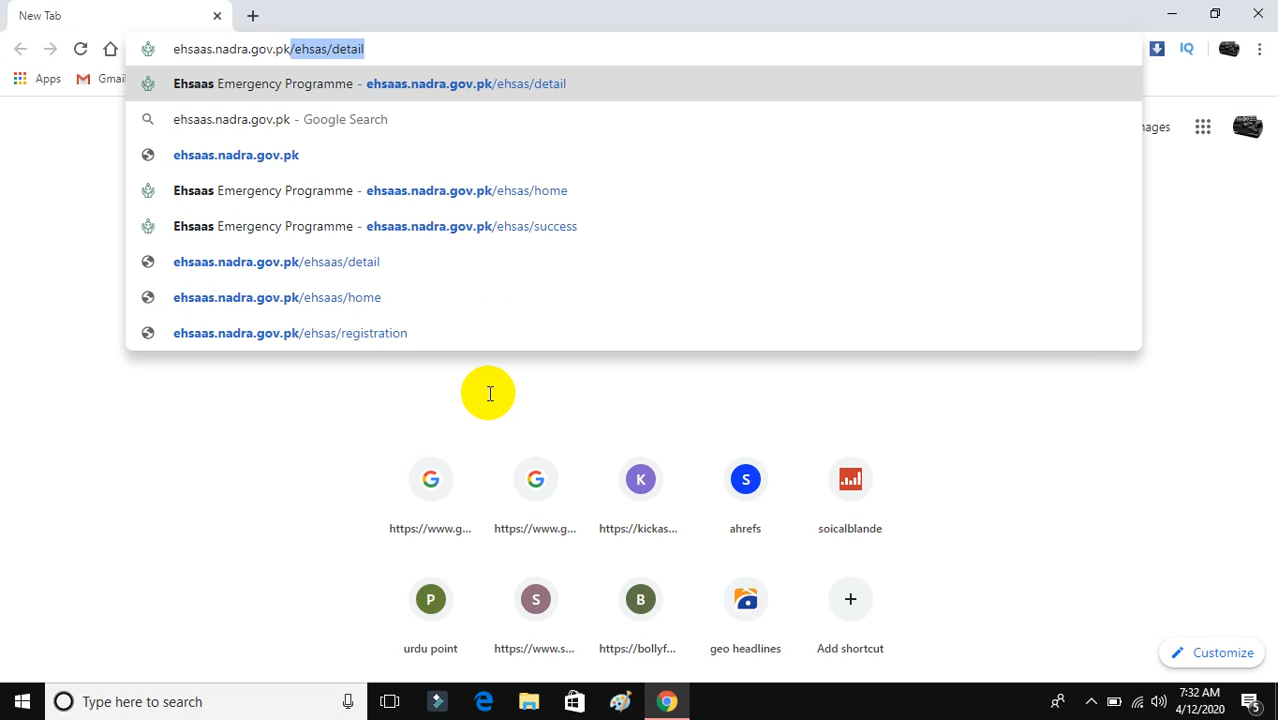 New Tab
ehsaas.nadra.gov.pk/ehsas/detail
IQ
Apps
Gmai
Ehsaas Emergency Programme - ehsaas.nadra.gov.pk/ehsas/detail
ehsaas.nadra.gov.pk - Google Search
ages
ehsaas.nadra.gov.pk
Ehsaas Emergency Programme - ehsaas.nadra.gov.pk/ehsas/home
Ehsaas Emergency Programme - ehsaas.nadra.gov.pk/ehsas/success
ehsaas.nadra.gov.pk/ehsaas/detail
ehsaas.nadra.gov.pk/ehsaas/home
ehsaas.nadra.gov.pk/ehsas/registration
G G K S
https://www.g... https://www.g... https://kickas... ahrefs soicalblande
P S B
urdu point https://www.s... https://bollyf... geo headlines Add shortcut
Customize
Type here to search
7:32 AM
4/12/2020
5